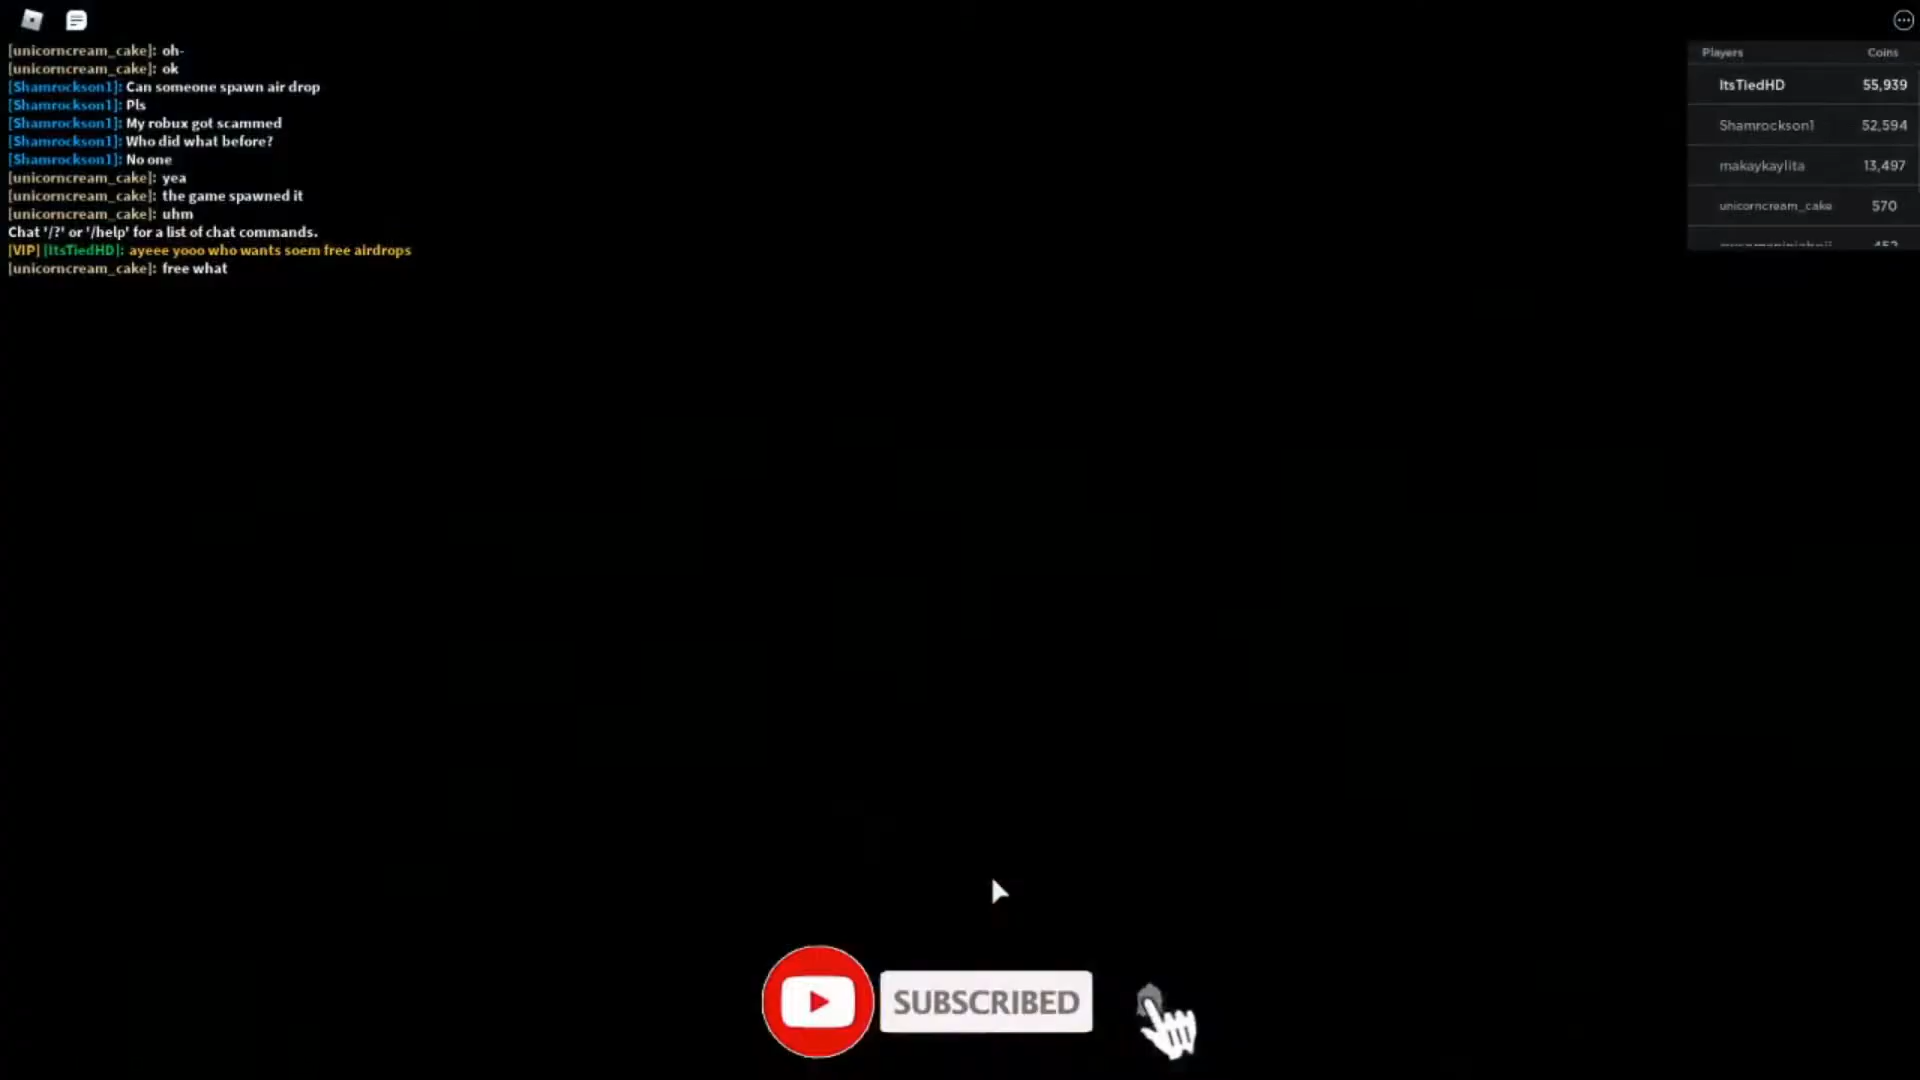 [unicorncream_cake]: oh-
[unicorncream_cake]: ok
[Shamrockson1]: Can someone spawn air drop
[Shamrockson1]: Pls
[Shamrockson1]: My robux got scammed
[Shamrockson1]: Who did what before?
[Shamrockson1]: No one
[unicorncream_cake]: yea
[unicorncream_cake]: the game spawned it
[unicorncream_cake]: uhm
Chat '/?' or '/help' for a list of chat commands.
[VIP] [ItsTiedHD]: ayeee yooo who wants soem free airdrops
[unicorncream_cake]: free what
Players Coins
ItsTiedHD 55,939
Shamrockson1 52,594
makaykaylita 13,497
unicorncream_cake 570
SUBSCRIBED